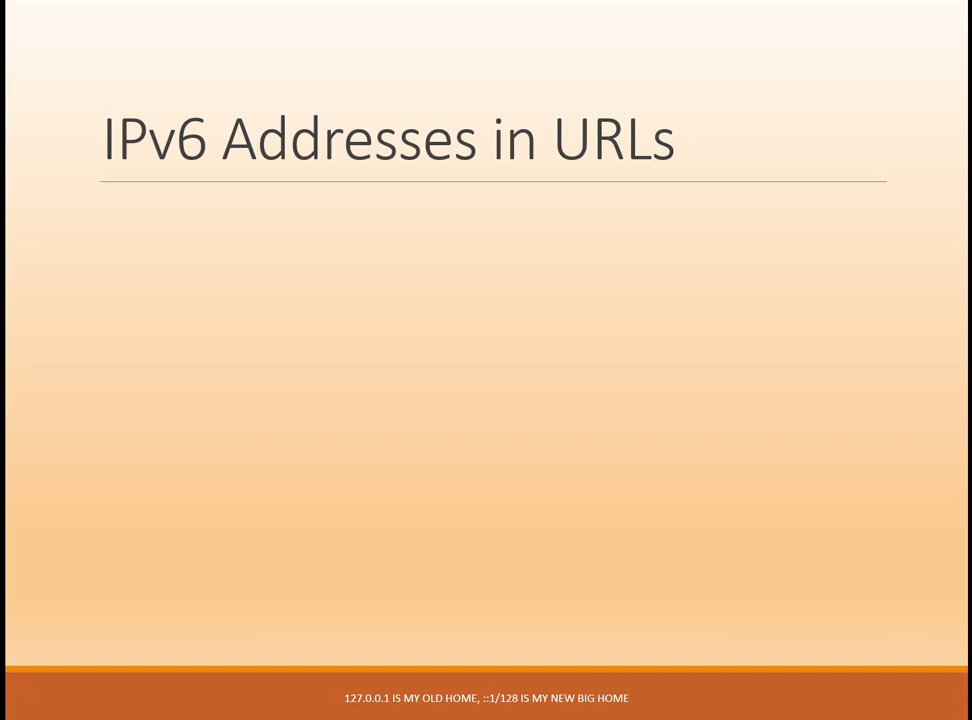 IPv6 Addresses in URLs
127.0.0.1 IS MY OLD HOME, ::1/128 IS MY NEW BIG HOME